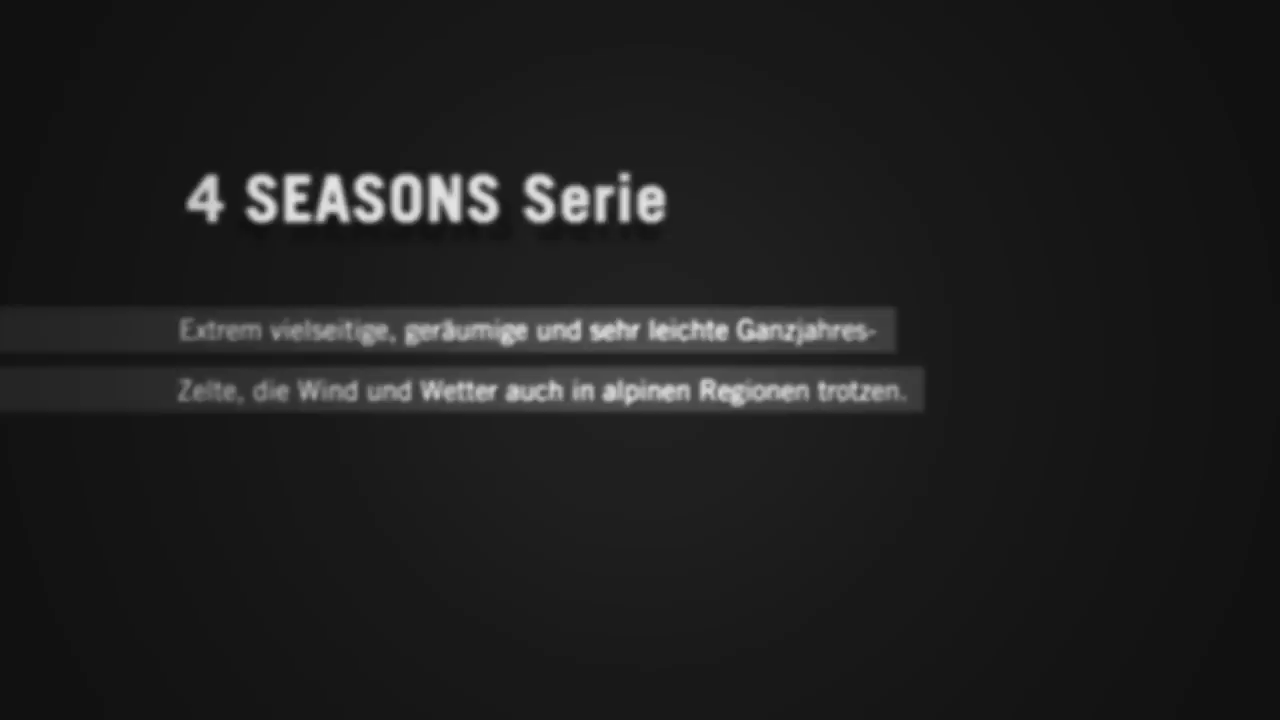 4 SEASONS Serie
Extrem vielseitige, geräumige und sehr leichte Ganzjahres-
Zelte, die Wind und Wetter auch in alpinen Regionen trotzen.